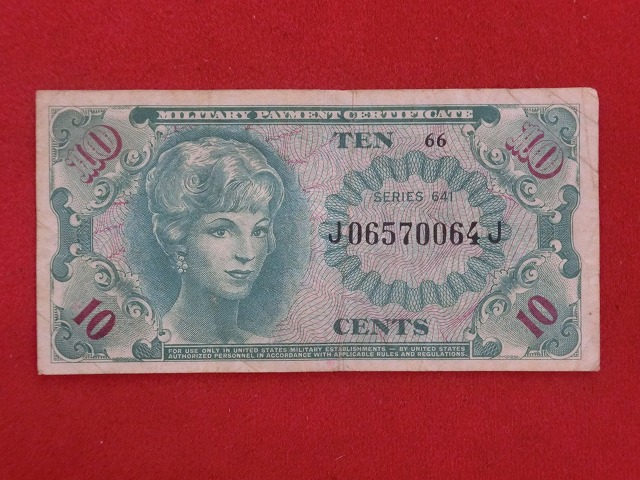 MILITARY PAYMENT CERTIFICATE
10 TEN 66 10
SERIES 641
J06570064J
10 CENTS 10
FOR USE ONLY IN UNITED STATES MILITARY ESTABLISHMENTS — BY UNITED STATES
AUTHORIZED PERSONNEL IN ACCORDANCE WITH APPLICABLE RULES AND REGULATIONS.